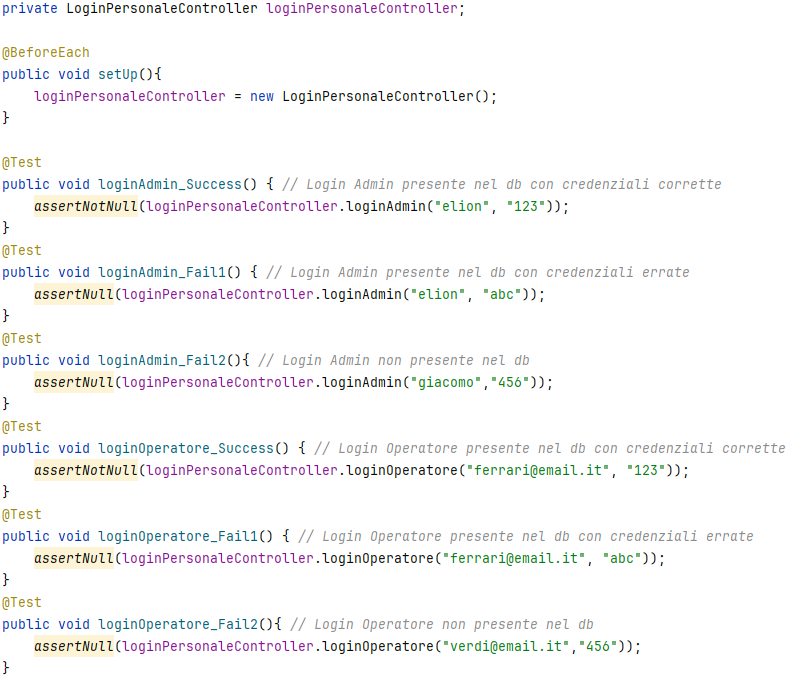 private LoginPersonaleController loginPersonaleController;
@BeforeEach
public void setUp(){
loginPersonaleController = new LoginPersonaleController();
}
@Test
public void loginAdmin_Success() { // Login Admin presente nel db con credenziali corrette
assertNotNull(loginPersonaleController.loginAdmin("elion", "123"));
}
@Test
public void loginAdmin_Fail1() { // Login Admin presente nel db con credenziali errate
assertNull(loginPersonaleController.loginAdmin("elion", "abc"));
}
@Test
public void loginAdmin_Fail2(){ // Login Admin non presente nel db
assertNull(loginPersonaleController.loginAdmin("giacomo","456"));
}
@Test
public void loginOperatore_Success() { // Login Operatore presente nel db con credenziali corrette
assertNotNull(loginPersonaleController.loginOperatore("ferrari@email.it", "123"));
}
@Test
public void loginOperatore_Fail1() { // Login Operatore presente nel db con credenziali errate
assertNull(loginPersonaleController.loginOperatore("ferrari@email.it", "abc"));
}
@Test
public void loginOperatore_Fail2(){ // Login Operatore non presente nel db
assertNull(loginPersonaleController.loginOperatore("verdi@email.it","456"));
}